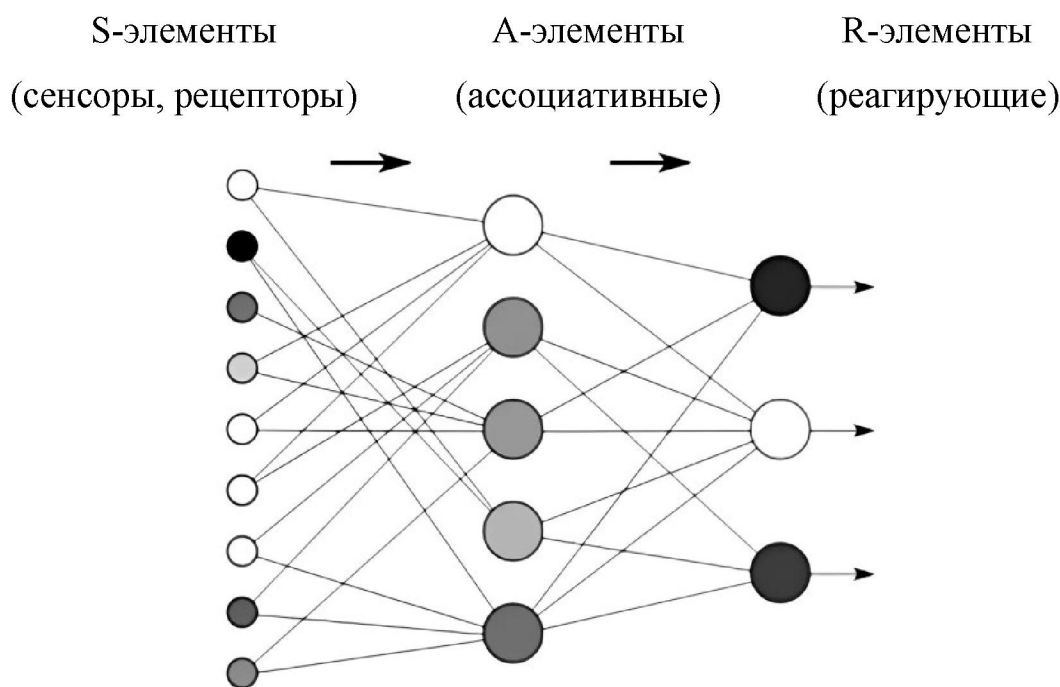 S-элементы
(сенсоры, рецепторы)
A-элементы
(ассоциативные)
R-элементы
(реагирующие)